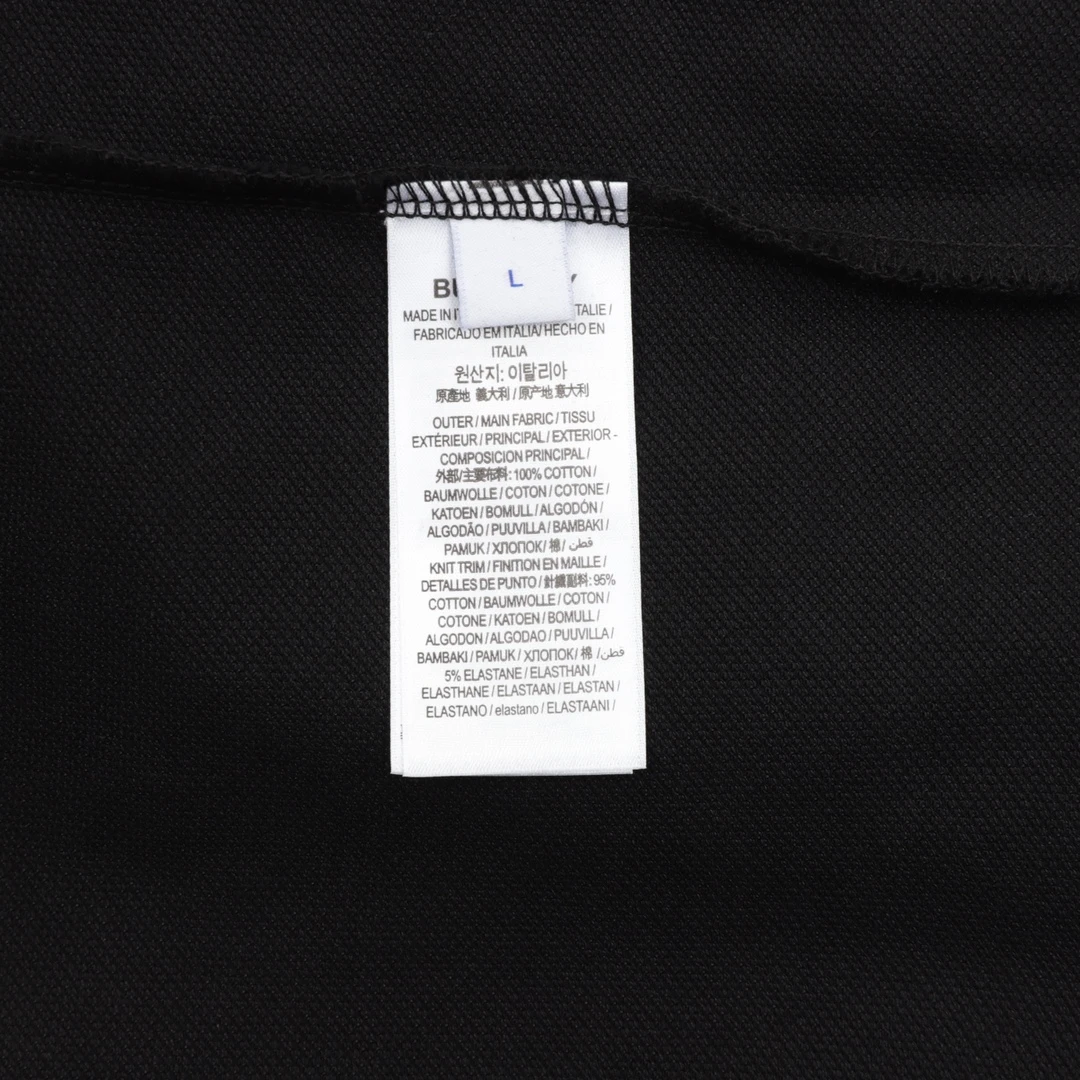 L
MADE IN
TALIE /
FABRICADO EM ITALIA/ HECHO EN
ITALIA
원산지: 이탈리아
原產地 義大利 / 原产地 意大利
OUTER / MAIN FABRIC / TISSU
EXTÉRIEUR / PRINCIPAL / EXTERIOR -
COMPOSICION PRINCIPAL /
外部/主要布料: 100% COTTON /
BAUMWOLLE / COTON / COTONE /
KATOEN / BOMULL / ALGODÓN /
ALGODÃO / PUUVILLA / BAMBAKI /
PAMUK / ХЛОПОК/ 棉/ قطن
KNIT TRIM / FINITION EN MAILLE /
DETALLES DE PUNTO / 針織副料: 95%
COTTON / BAUMWOLLE / COTON /
COTONE / KATOEN / BOMULL /
ALGODON / ALGODAO / PUUVILLA /
BAMBAKI / PAMUK / ХЛОПОК/ 棉 /قطن
5% ELASTANE / ELASTHAN /
ELASTHANE / ELASTAAN / ELASTAN /
ELASTANO / elastano / ELASTAANI /